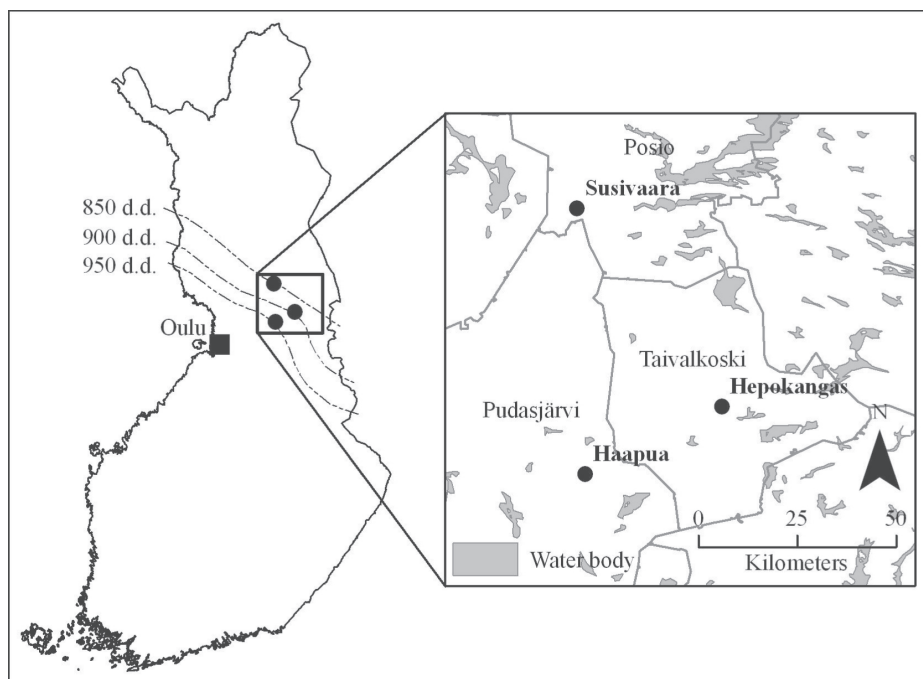 850 d.d.
900 d.d.
950 d.d.
Oulu
Posio
Susivaara
Taivalkoski
Hepokangas
Pudasjärvi
N
Haapua
0 25 50
Water body
Kilometers